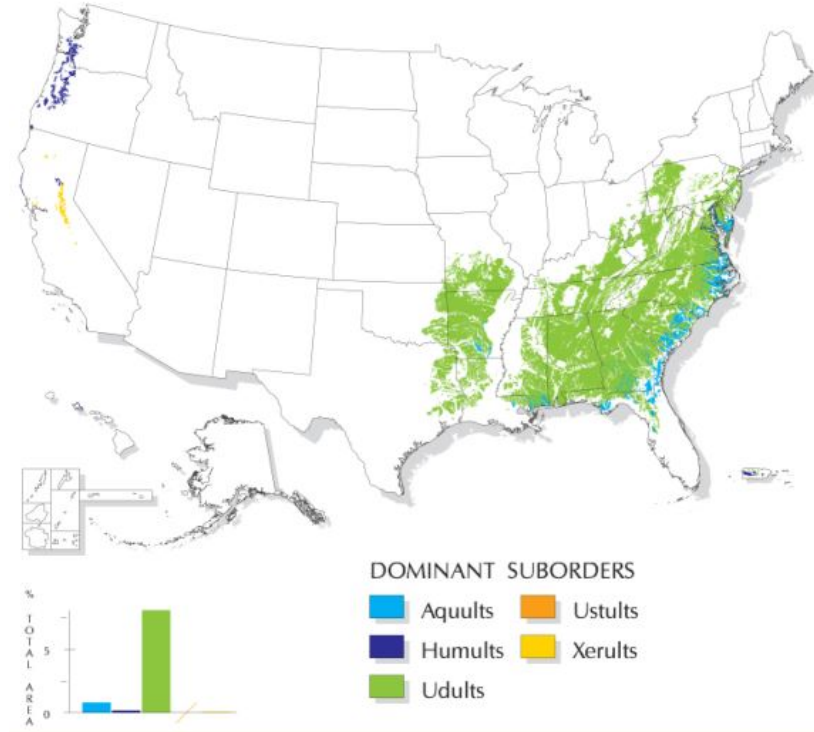 DOMINANT SUBORDERS
Aquults
Ustults
Humults
Xerults
Udults
% TOTAL AREA
5
0